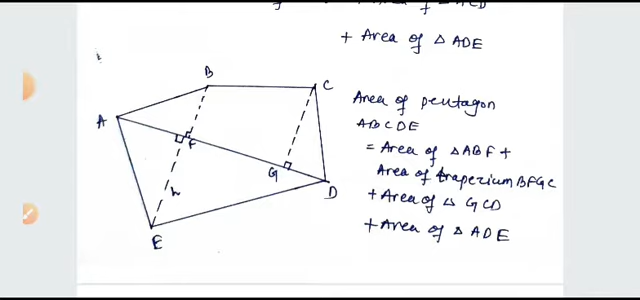 + Area of △ ADE
B
C
A
F
G
h
D
E
Area of pentagon
ABCDE
= Area of △ABF +
Area of trapezium BFGC
+ Area of △ GCD
+ Area of △ ADE